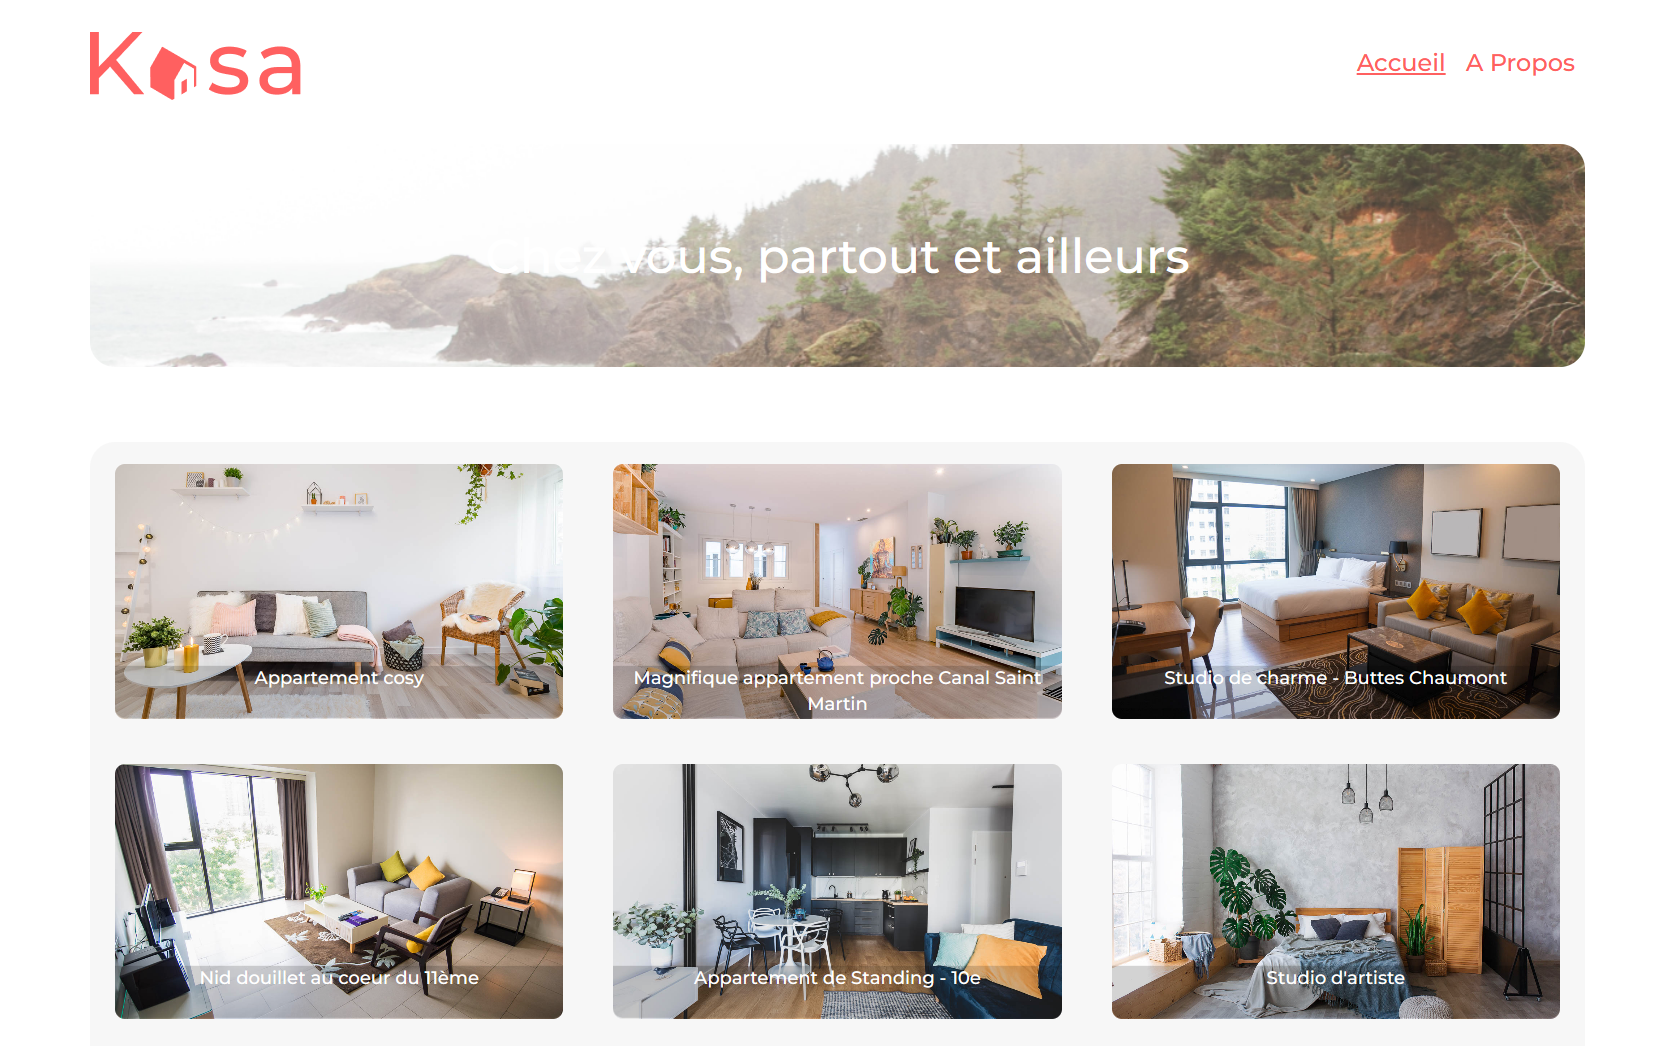 Kasa
Accueil A Propos
Chez vous, partout et ailleurs
Appartement cosy
Magnifique appartement proche Canal Saint
Martin
Studio de charme - Buttes Chaumont
Nid douillet au coeur du 11ème
Appartement de Standing - 10e
Studio d'artiste